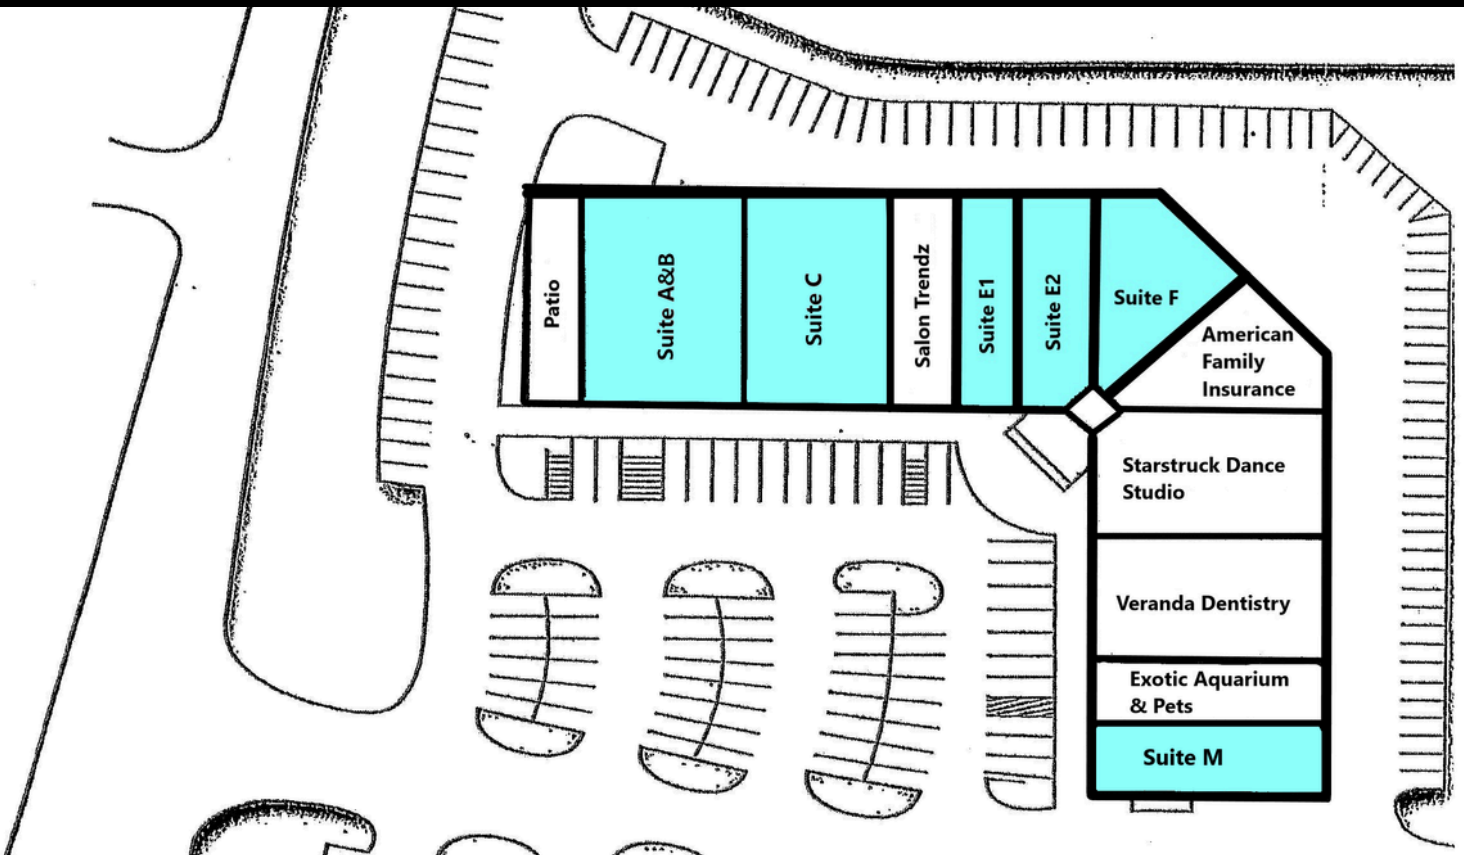 Patio
Suite A&B
Suite C
Salon Trendz
Suite E1
Suite E2
Suite F
American
Family
Insurance
Starstruck Dance
Studio
Veranda Dentistry
Exotic Aquarium
& Pets
Suite M